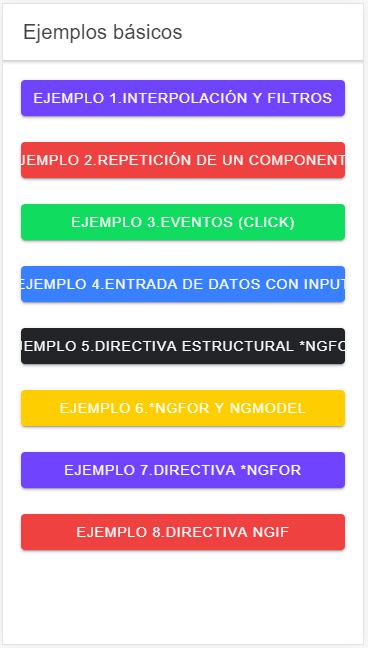 Ejemplos básicos
EJEMPLO 1.INTERPOLACIÓN Y FILTROS
JEMPLO 2.REPETICIÓN DE UN COMPONENT
EJEMPLO 3.EVENTOS (CLICK)
EJEMPLO 4.ENTRADA DE DATOS CON INPUT
JEMPLO 5.DIRECTIVA ESTRUCTURAL *NGFO
EJEMPLO 6.*NGFOR Y NGMODEL
EJEMPLO 7.DIRECTIVA *NGFOR
EJEMPLO 8.DIRECTIVA NGIF